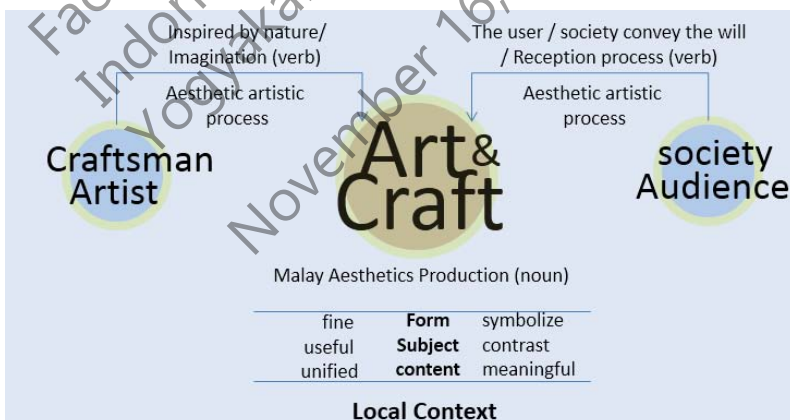 Inspired by nature/
Imagination (verb)
The user / society convey the will
/ Reception process (verb)
Aesthetic artistic
process
Aesthetic artistic
process
Craftsman
Artist
Art &
Craft
society
Audience
Malay Aesthetics Production (noun)
fine Form symbolize
useful Subject contrast
unified content meaningful
Local Context
November 16,